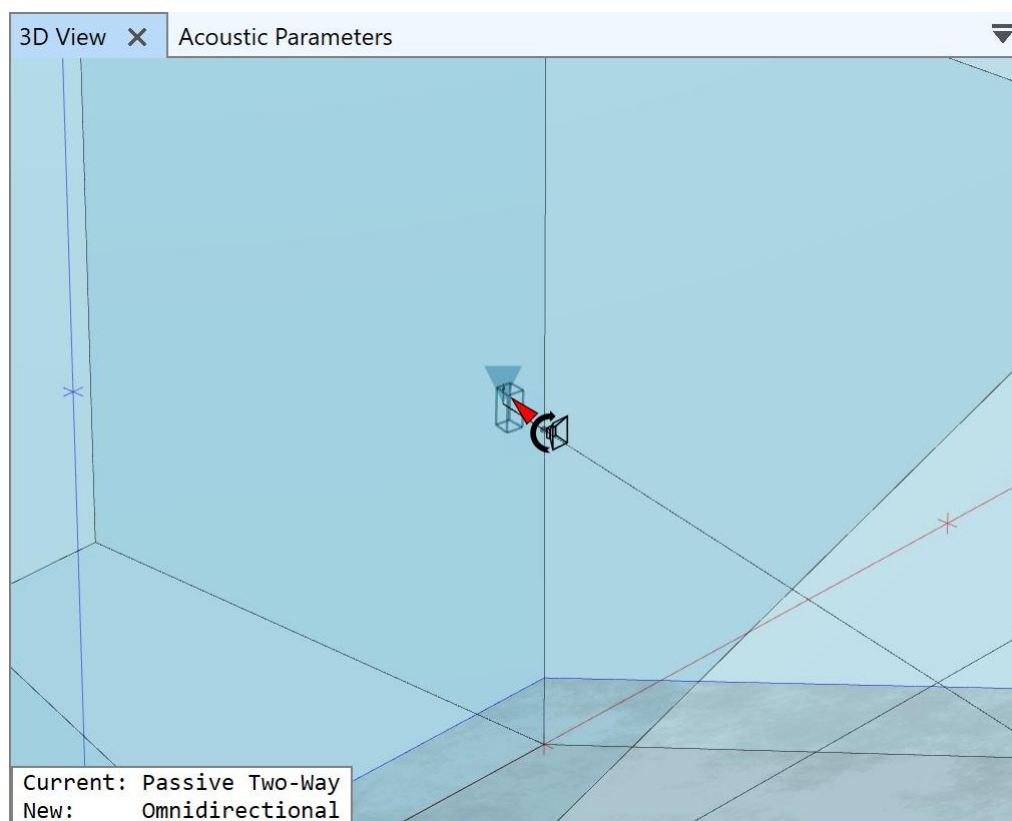 3D View
Acoustic Parameters
Current: Passive Two-Way
New: Omnidirectional